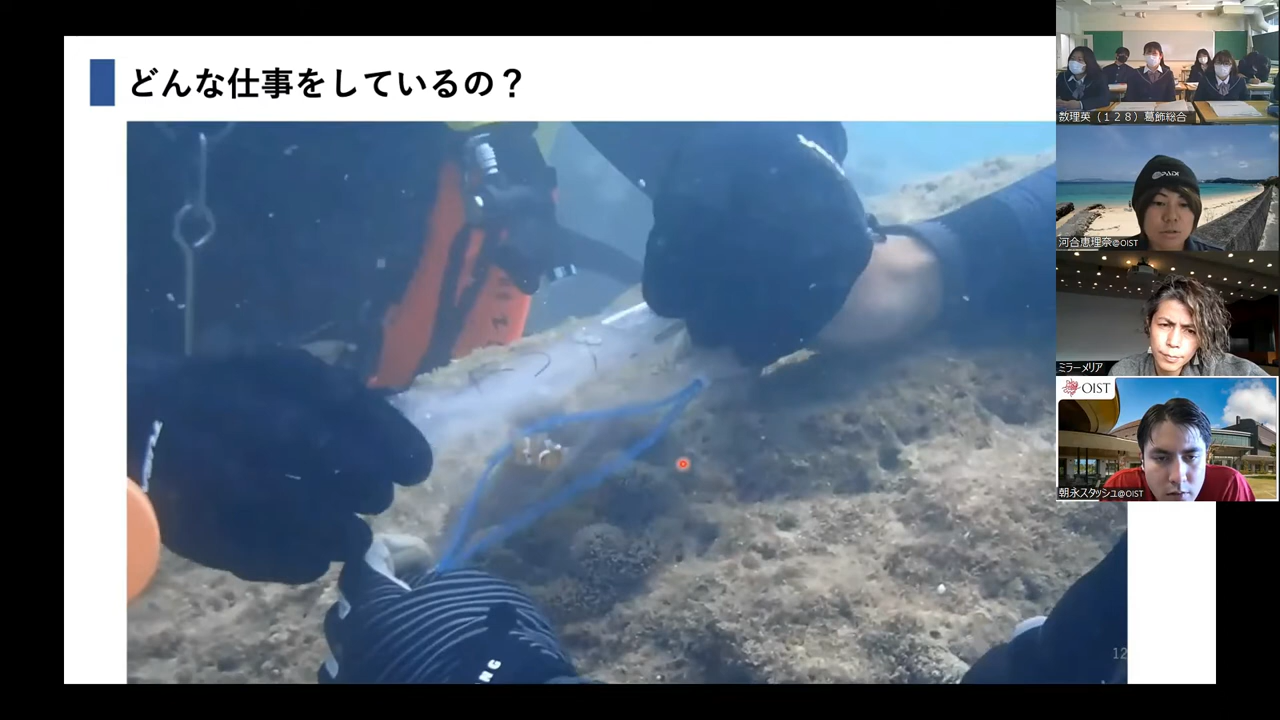 どんな仕事をしているの？
数理英（１２８）葛飾総合
PADI
河合恵理奈@OIST
ミラーメリア
OIST
朝永スタッシュ@OIST
12